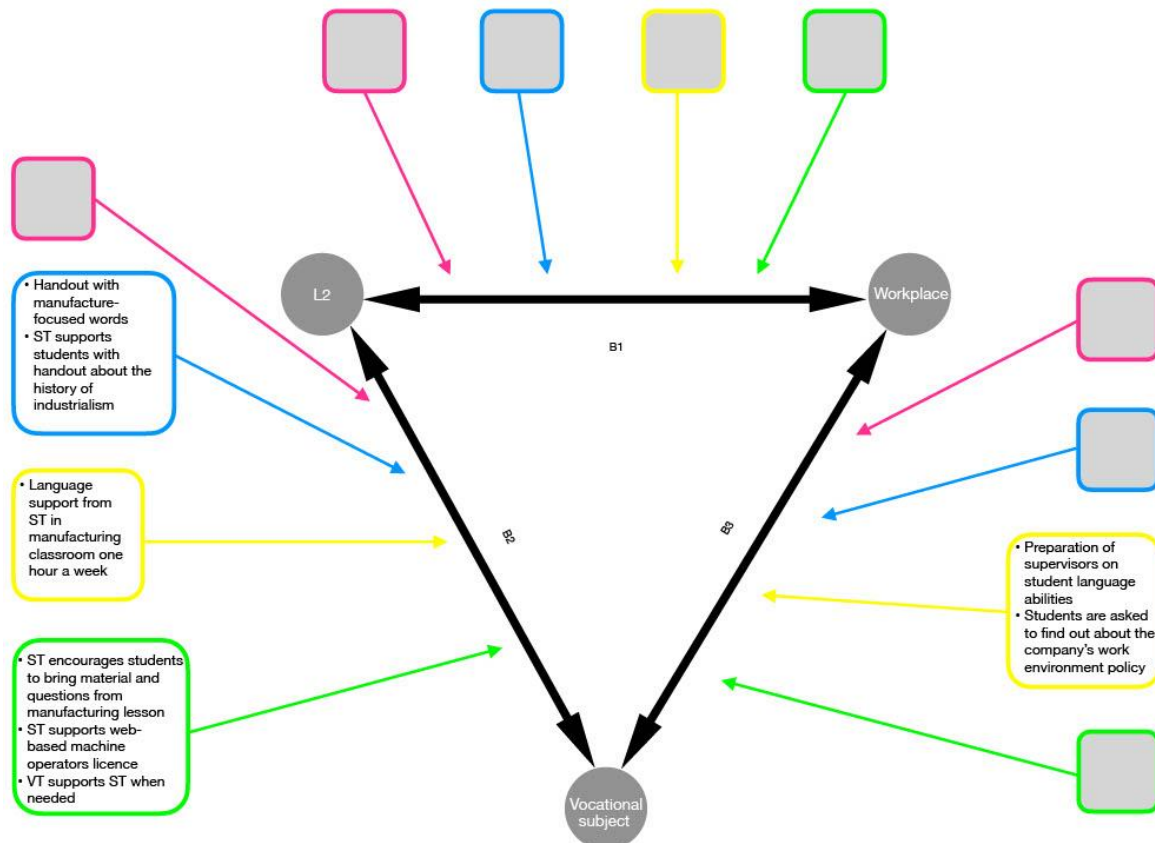 L2
Workplace
B1
• Handout with
manufacture-
focused words
• ST supports
students with
handout about the
history of
industrialism
• Language
support from
ST in
manufacturing
classroom one
hour a week
B2
B3
• Preparation of
supervisors on
student language
abilities
• Students are asked
to find out about the
company's work
environment policy
• ST encourages students
to bring material and
questions from
manufacturing lesson
• ST supports web-
based machine
operators licence
• VT supports ST when
needed
Vocational
subject